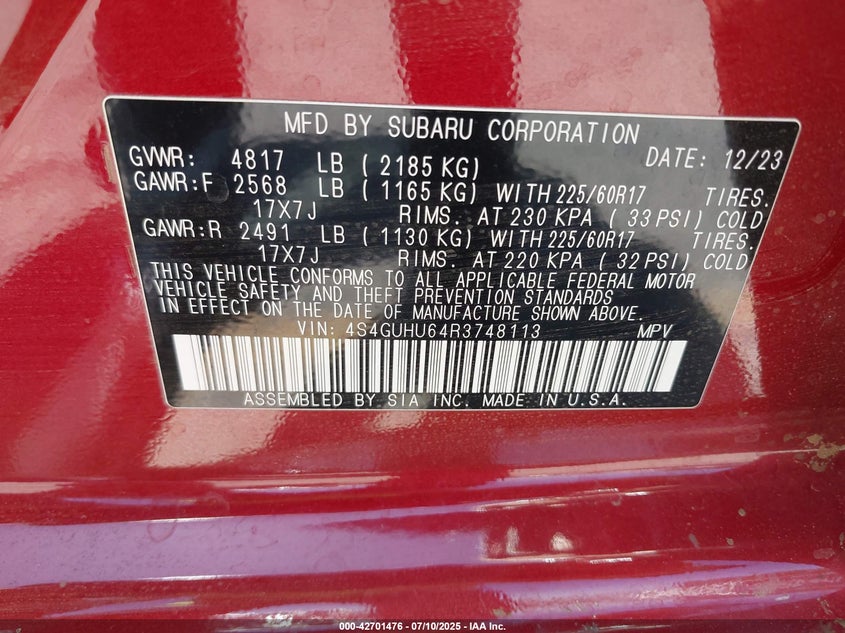 MFD BY SUBARU CORPORATION
GVWR: 4817 LB ( 2185 KG) DATE: 12/23
GAWR:F 2568 LB ( 1165 KG) WITH 225/60R17 TIRES.
17X7J RIMS. AT 230 KPA ( 33 PSI) COLD
GAWR:R 2491 LB ( 1130 KG) WITH 225/60R17 TIRES.
17X7J RIMS. AT 220 KPA ( 32 PSI) COLD
THIS VEHICLE CONFORMS TO ALL APPLICABLE FEDERAL MOTOR
VEHICLE SAFETY AND THEFT PREVENTION STANDARDS
IN EFFECT ON THE DATE OF MANUFACTURE SHOWN ABOVE.
VIN: 4S4GUHU64R3748113 MPV
ASSEMBLED BY SIA INC. MADE IN U.S.A.
000-42701476 - 07/10/2025 - IAA Inc.